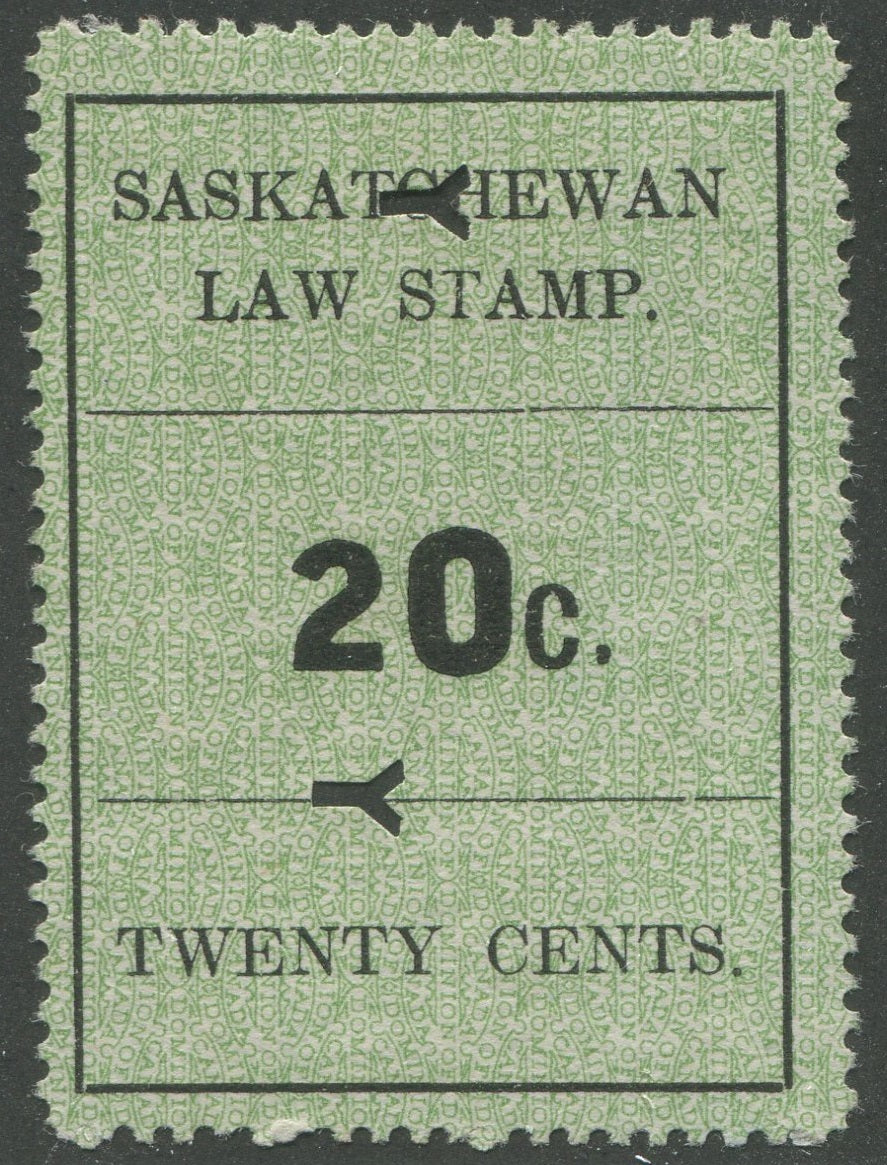 SASKATCHEWAN
LAW STAMP.
20c.
TWENTY CENTS.